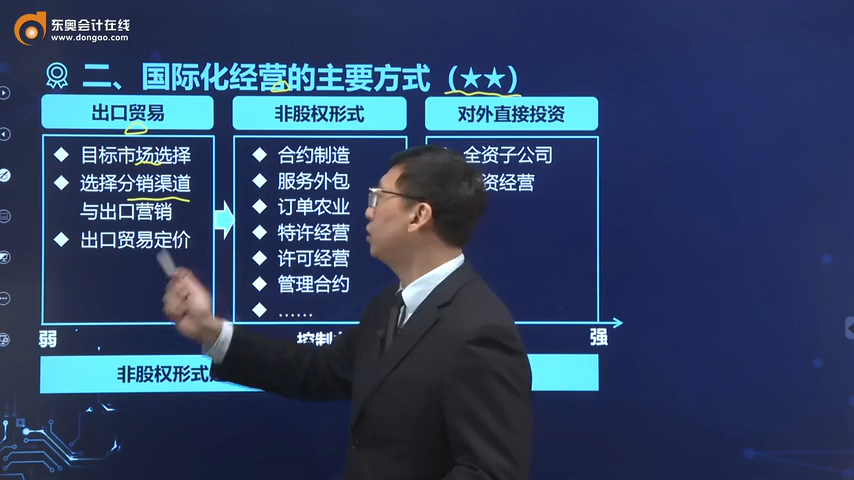 东奥会计在线
www.dongao.com
二、国际化经营的主要方式（★★）
出口贸易
目标市场选择
选择分销渠道
与出口营销
出口贸易定价
非股权形式
合约制造
服务外包
订单农业
特许经营
许可经营
管理合约
......
对外直接投资
全资子公司
资经营
弱
控制
强
非股权形式